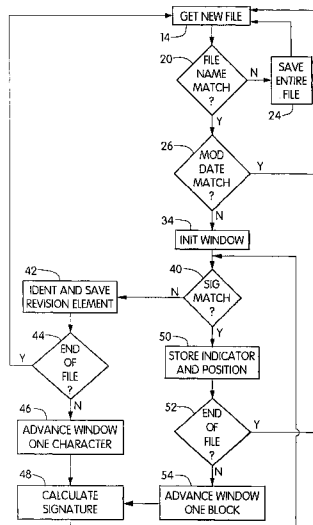 GET NEW FILE
14
20
FILE
NAME
MATCH
?
N
SAVE
ENTIRE
FILE
24
Y
26
MOD
DATE
MATCH
?
Y
N
34
INIT WINDOW
40
SIG
MATCH
?
N
42
IDENT AND SAVE
REVISION ELEMENT
Y
50
STORE INDICATOR
AND POSITION
44
END
OF
FILE
?
Y
N
52
END
OF
FILE
?
Y
N
46
ADVANCE WINDOW
ONE CHARACTER
54
ADVANCE WINDOW
ONE BLOCK
48
CALCULATE
SIGNATURE